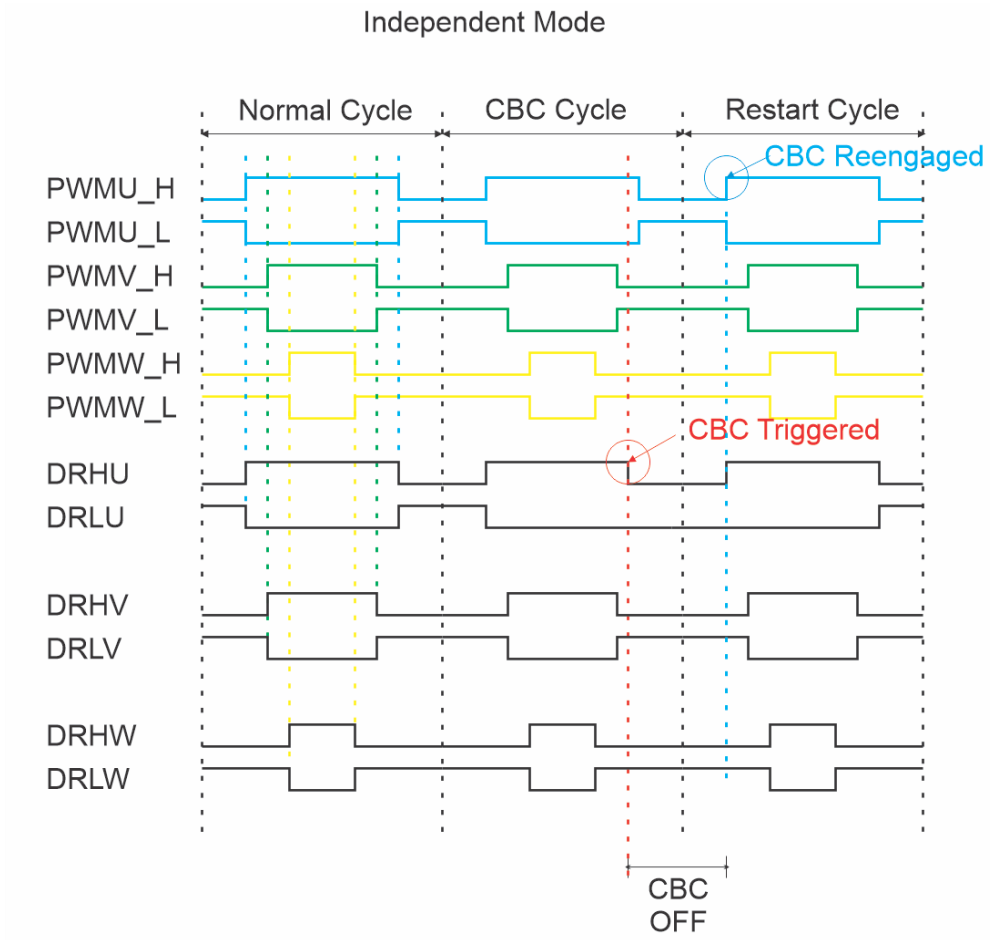 Independent Mode
Normal Cycle
CBC Cycle
Restart Cycle
CBC Reengaged
PWMU_H
PWMU_L
PWMV_H
PWMV_L
PWMW_H
PWMW_L
CBC Triggered
DRHU
DRLU
DRHV
DRLV
DRHW
DRLW
CBC
OFF